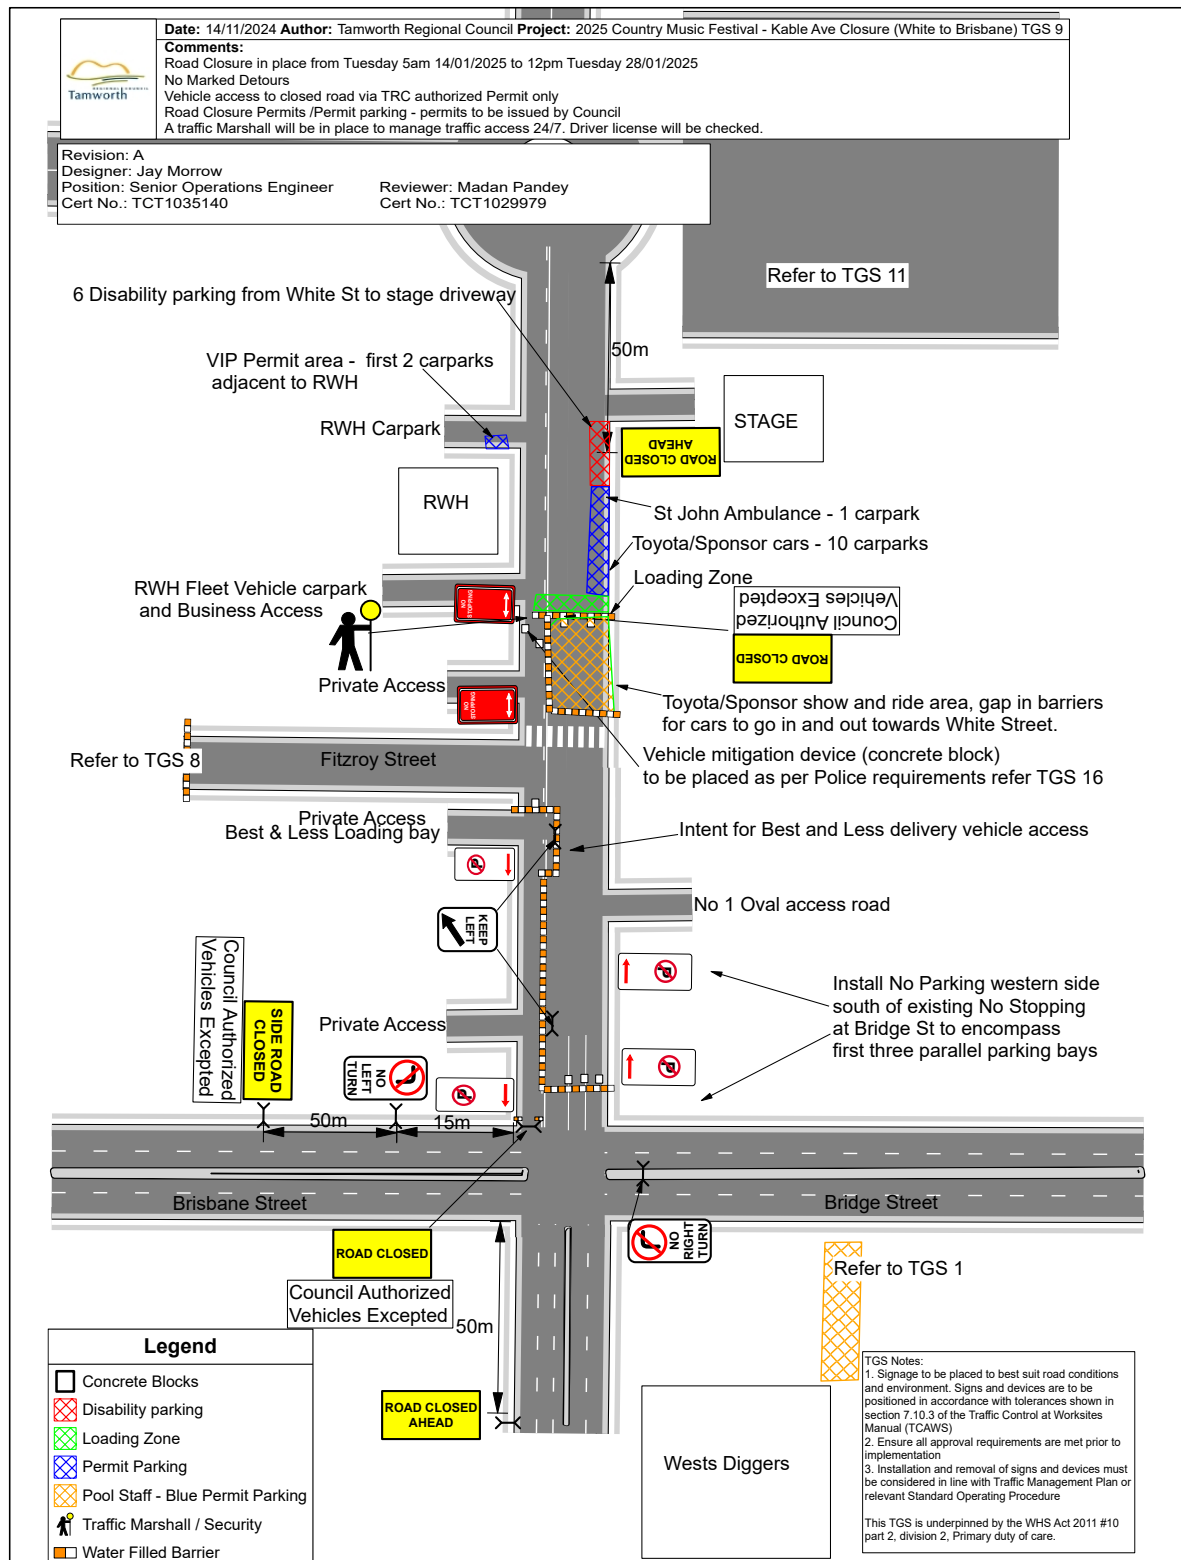 Date: 14/11/2024 Author: Tamworth Regional Council Project: 2025 Country Music Festival - Kable Ave Closure (White to Brisbane) TGS 9
Comments:
Road Closure in place from Tuesday 5am 14/01/2025 to 12pm Tuesday 28/01/2025
No Marked Detours
Vehicle access to closed road via TRC authorized Permit only
Road Closure Permits /Permit parking - permits to be issued by Council
A traffic Marshall will be in place to manage traffic access 24/7. Driver license will be checked.
REGIONAL COUNCIL
Tamworth
Revision: A
Designer: Jay Morrow
Position: Senior Operations Engineer Reviewer: Madan Pandey
Cert No.: TCT1035140 Cert No.: TCT1029979
Refer to TGS 11
6 Disability parking from White St to stage driveway
50m
VIP Permit area - first 2 carparks
adjacent to RWH
RWH Carpark
STAGE
ROAD CLOSED
AHEAD
RWH
St John Ambulance - 1 carpark
Toyota/Sponsor cars - 10 carparks
Loading Zone
RWH Fleet Vehicle carpark
and Business Access
NO
STOPPING
Council Authorized
Vehicles Excepted
ROAD CLOSED
Private Access
NO
STOPPING
Toyota/Sponsor show and ride area, gap in barriers
for cars to go in and out towards White Street.
Refer to TGS 8
Fitzroy Street
Vehicle mitigation device (concrete block)
to be placed as per Police requirements refer TGS 16
Private Access
Best & Less Loading bay
Intent for Best and Less delivery vehicle access
P
No 1 Oval access road
KEEP
LEFT
Council Authorized
Vehicles Excepted
SIDE ROAD
CLOSED
P
Install No Parking western side
south of existing No Stopping
at Bridge St to encompass
first three parallel parking bays
Private Access
NO
LEFT
TURN
P
P
50m
15m
Brisbane Street
Bridge Street
ROAD CLOSED
NO
RIGHT
TURN
Council Authorized
Vehicles Excepted
50m
Refer to TGS 1
ROAD CLOSED
AHEAD
Wests Diggers
Legend
Concrete Blocks
Disability parking
Loading Zone
Permit Parking
Pool Staff - Blue Permit Parking
Traffic Marshall / Security
Water Filled Barrier
TGS Notes:
1. Signage to be placed to best suit road conditions
and environment. Signs and devices are to be
positioned in accordance with tolerances shown in
section 7.10.3 of the Traffic Control at Worksites
Manual (TCAWS)
2. Ensure all approval requirements are met prior to
implementation
3. Installation and removal of signs and devices must
be considered in line with Traffic Management Plan or
relevant Standard Operating Procedure
This TGS is underpinned by the WHS Act 2011 #10
part 2, division 2, Primary duty of care.